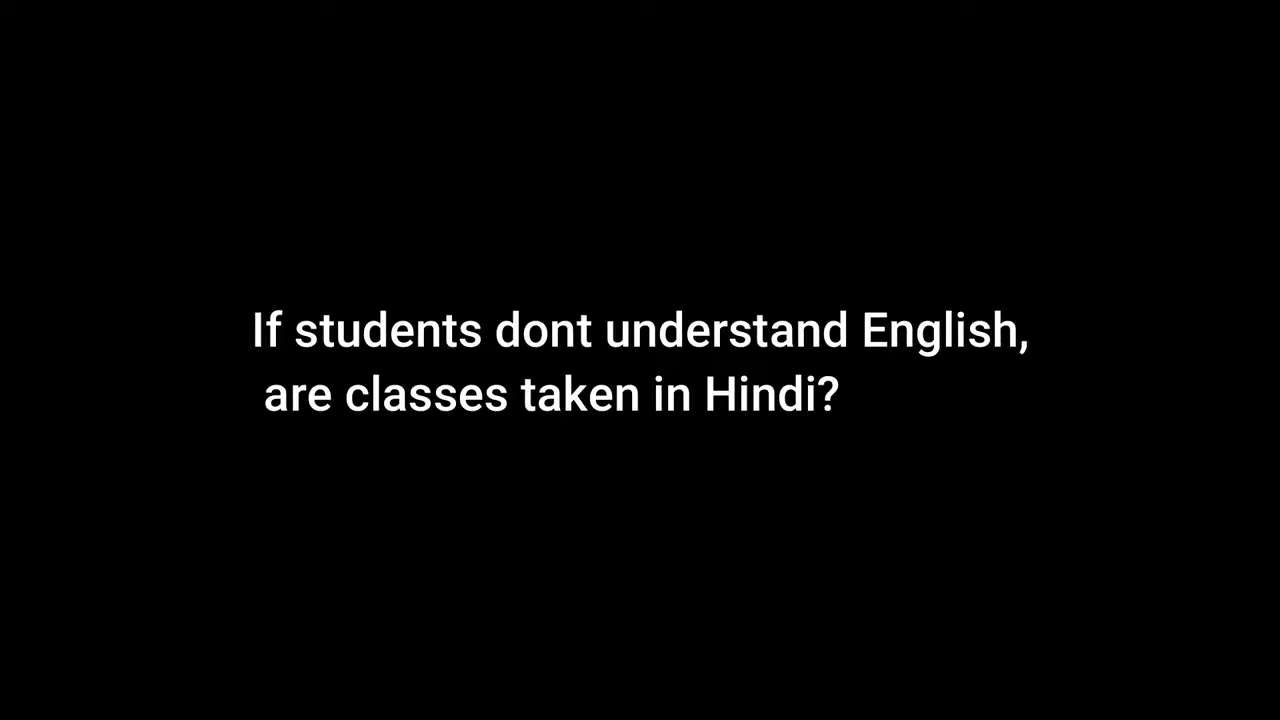 If students dont understand English,
are classes taken in Hindi?